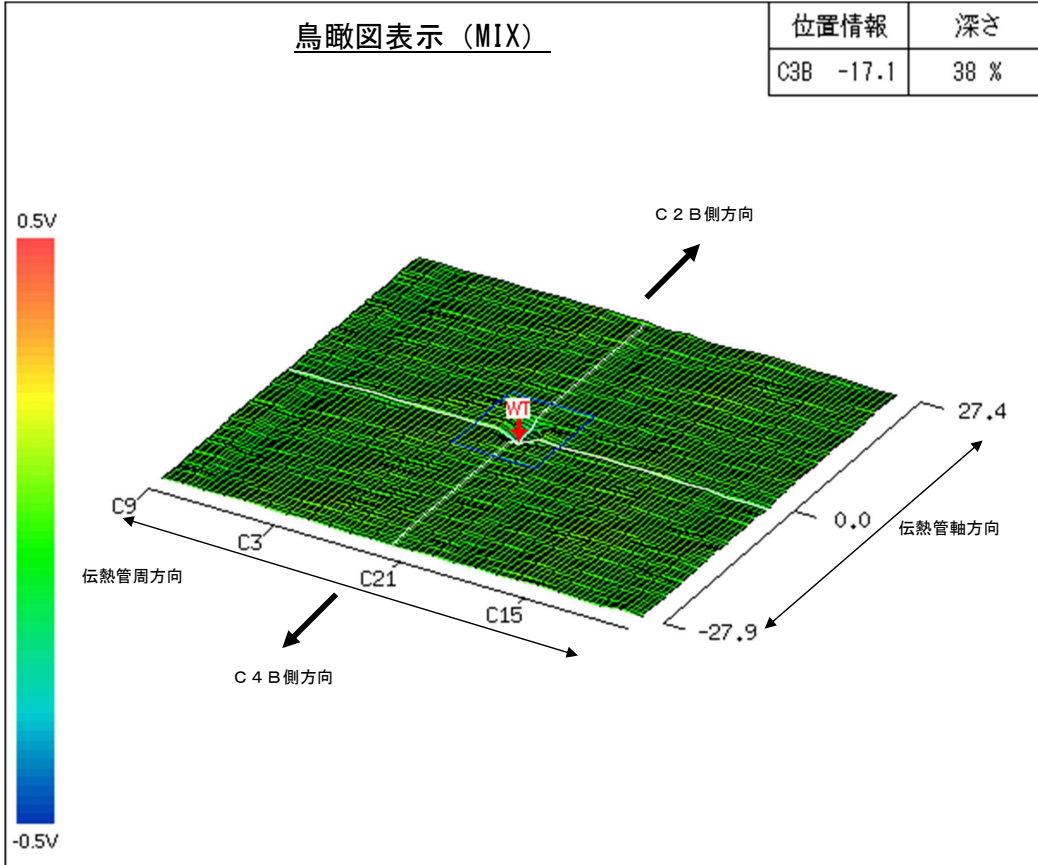 鳥瞰図表示 (MIX)
位置情報 深さ
C3B -17.1 38 %
0.5V
C2B側方向
WT
27.4
0.0
伝熱管軸方向
-27.9
C9
C3
C21
C15
伝熱管周方向
C4B側方向
-0.5V